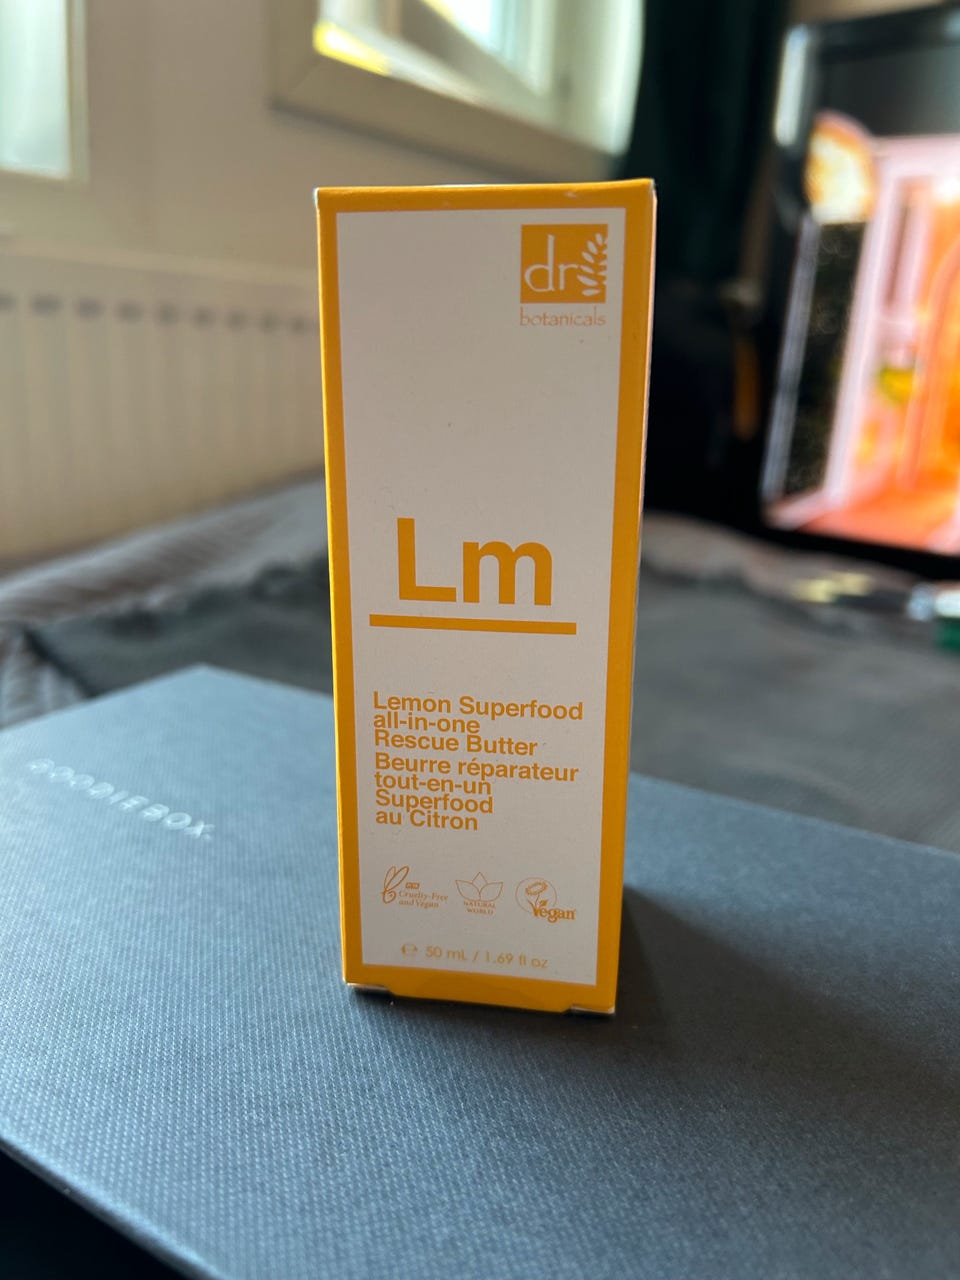 dr
botanicals
Lm
Lemon Superfood
all-in-one
Rescue Butter
Beurre réparateur
tout-en-un
Superfood
au Citron
Cruelty-Free
and Vegan
NATURAL
WORLD
Vegan
℮ 50 mL / 1.69 fl oz
GOODIEBOX